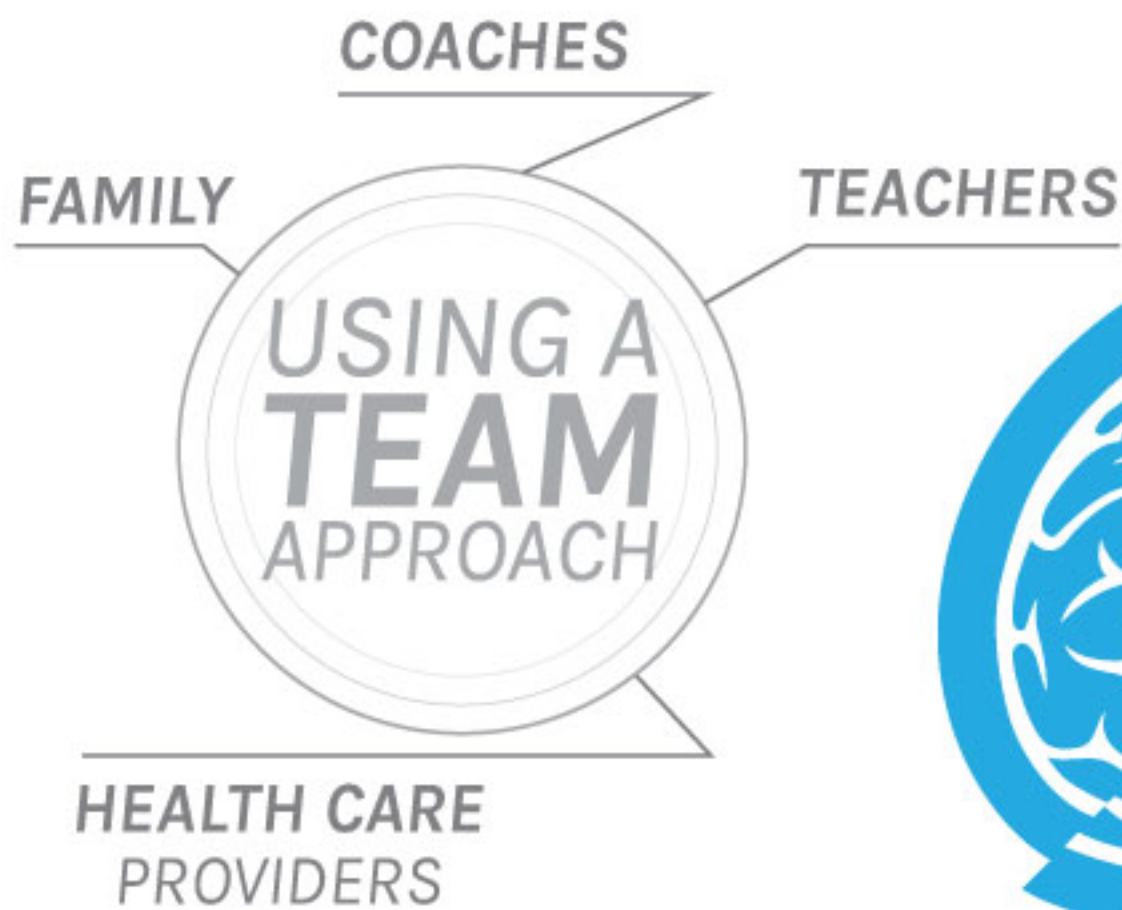 COACHES
FAMILY
TEACHERS
USING A
TEAM
APPROACH
HEALTH CARE
PROVIDERS